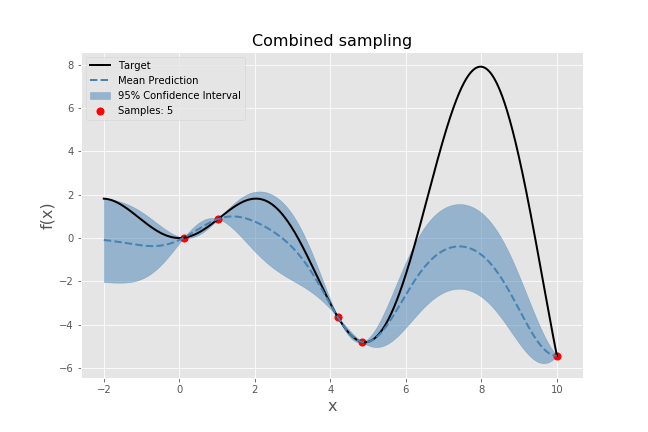 Combined sampling
Target
Mean Prediction
95% Confidence Interval
Samples: 5
f(x)
8
6
4
2
0
−2
−4
−6
−2 0 2 4 6 8 10
x